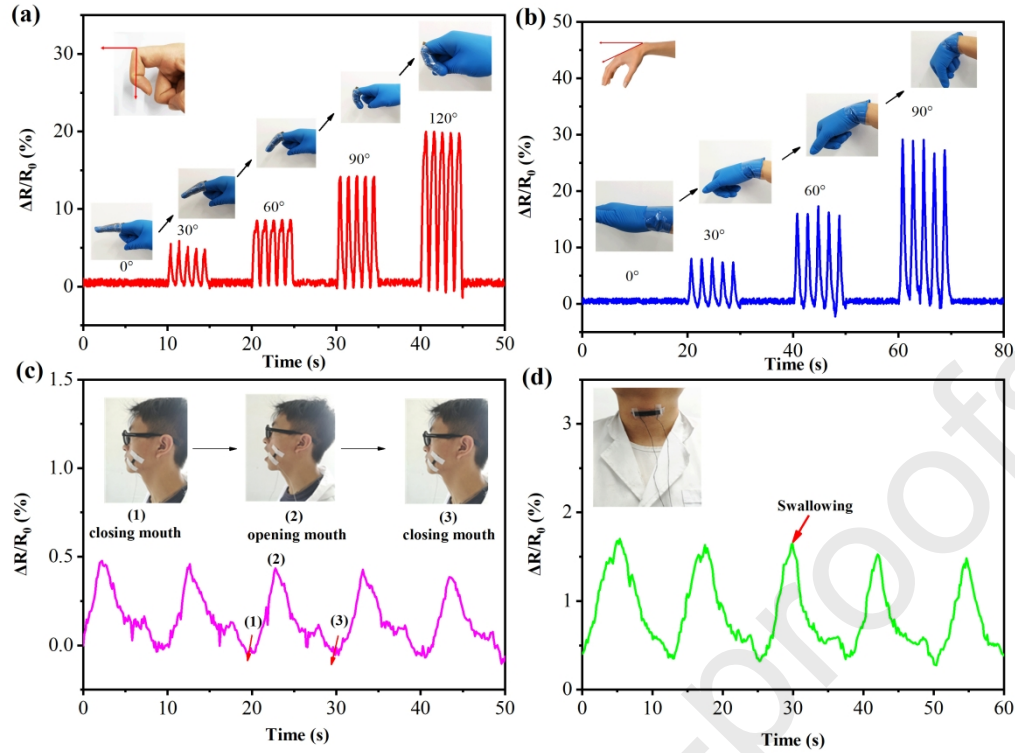 (a)
ΔR/R₀ (%)
30
20
10
0
0°
30°
60°
90°
120°
0 10 20 30 40 50
Time (s)
(b)
ΔR/R₀ (%)
50
40
30
20
10
0
0°
30°
60°
90°
0 20 40 60 80
Time (s)
(c)
ΔR/R₀ (%)
1.5
1.0
0.5
0.0
(1) (2) (3)
closing mouth opening mouth closing mouth
(2)
(1) (3)
0 10 20 30 40 50
Time (s)
(d)
ΔR/R₀ (%)
3
2
1
0
Swallowing
0 10 20 30 40 50 60
Time (s)
proofs